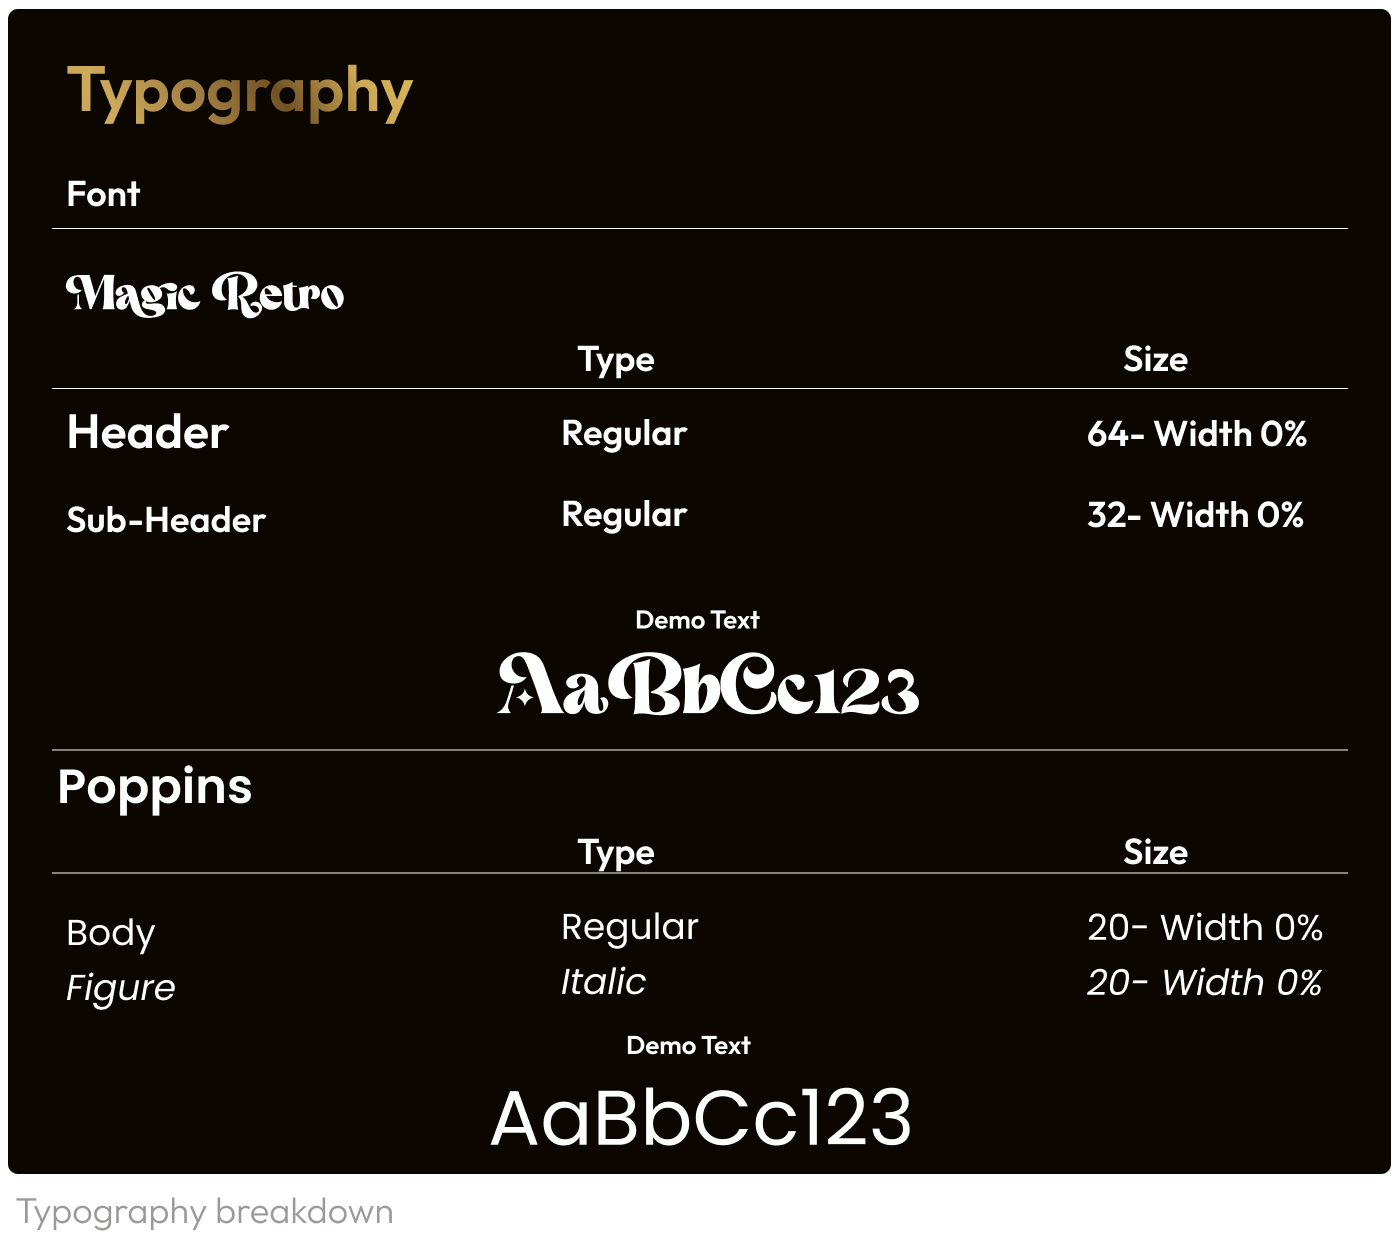 Typography
Font
Magic Retro
Type Size
Header Regular 64- Width 0%
Sub-Header Regular 32- Width 0%
Demo Text
AaBbCc123
Poppins
Type Size
Body Regular 20- Width 0%
Figure Italic 20- Width 0%
Demo Text
AaBbCc123
Typography breakdown